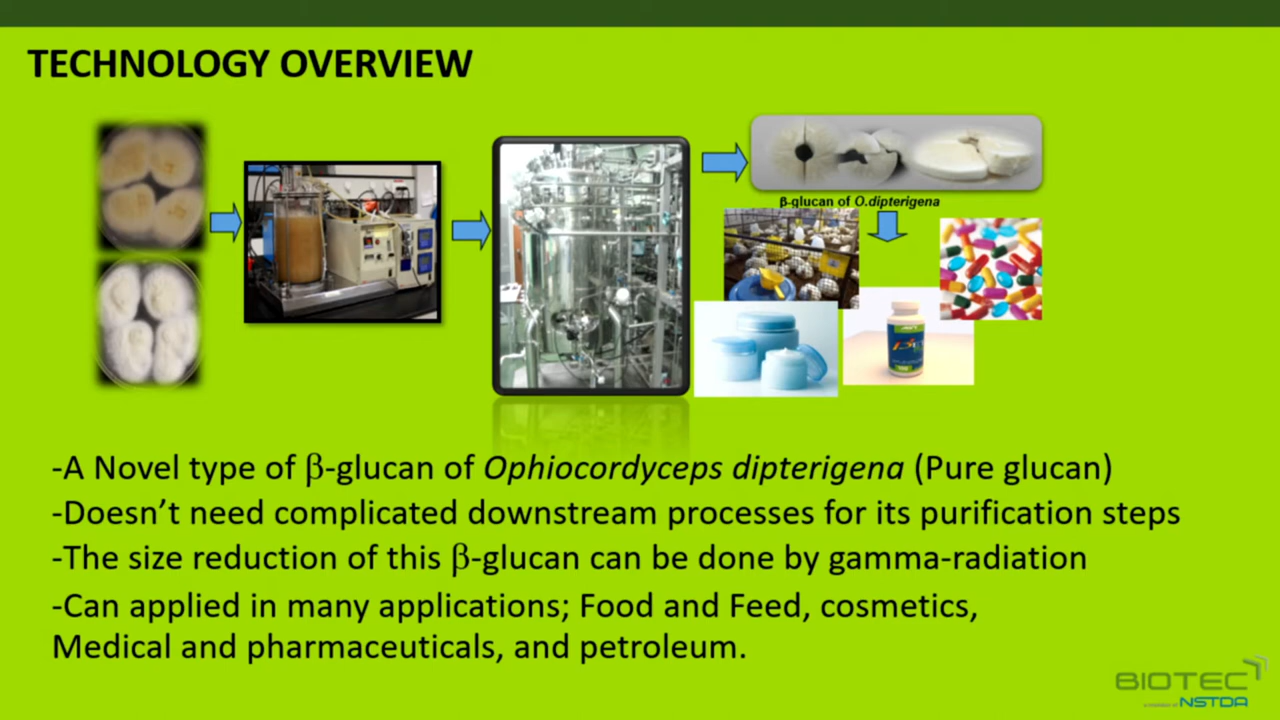 TECHNOLOGY OVERVIEW
β-glucan of O.dipterigena
-A Novel type of β-glucan of Ophiocordyceps dipterigena (Pure glucan)
-Doesn't need complicated downstream processes for its purification steps
-The size reduction of this β-glucan can be done by gamma-radiation
-Can applied in many applications; Food and Feed, cosmetics,
Medical and pharmaceuticals, and petroleum.
BIOTEC
NSTDA